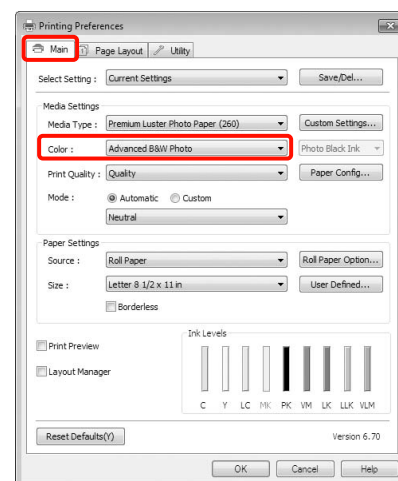 Printing Preferences
Main Page Layout Utility
Select Setting : Current Settings Save/Del...
Media Settings
Media Type : Premium Luster Photo Paper (260) Custom Settings...
Color : Advanced B&W Photo Photo Black Ink
Print Quality : Quality Paper Config...
Mode : Automatic Custom
Neutral
Paper Settings
Source : Roll Paper Roll Paper Option...
Size : Letter 8 1/2 x 11 in User Defined...
Borderless
Ink Levels
Print Preview
Layout Manager
C Y LC MK PK VM LK LLK VLM
Reset Defaults(Y) Version 6.70
OK Cancel Help